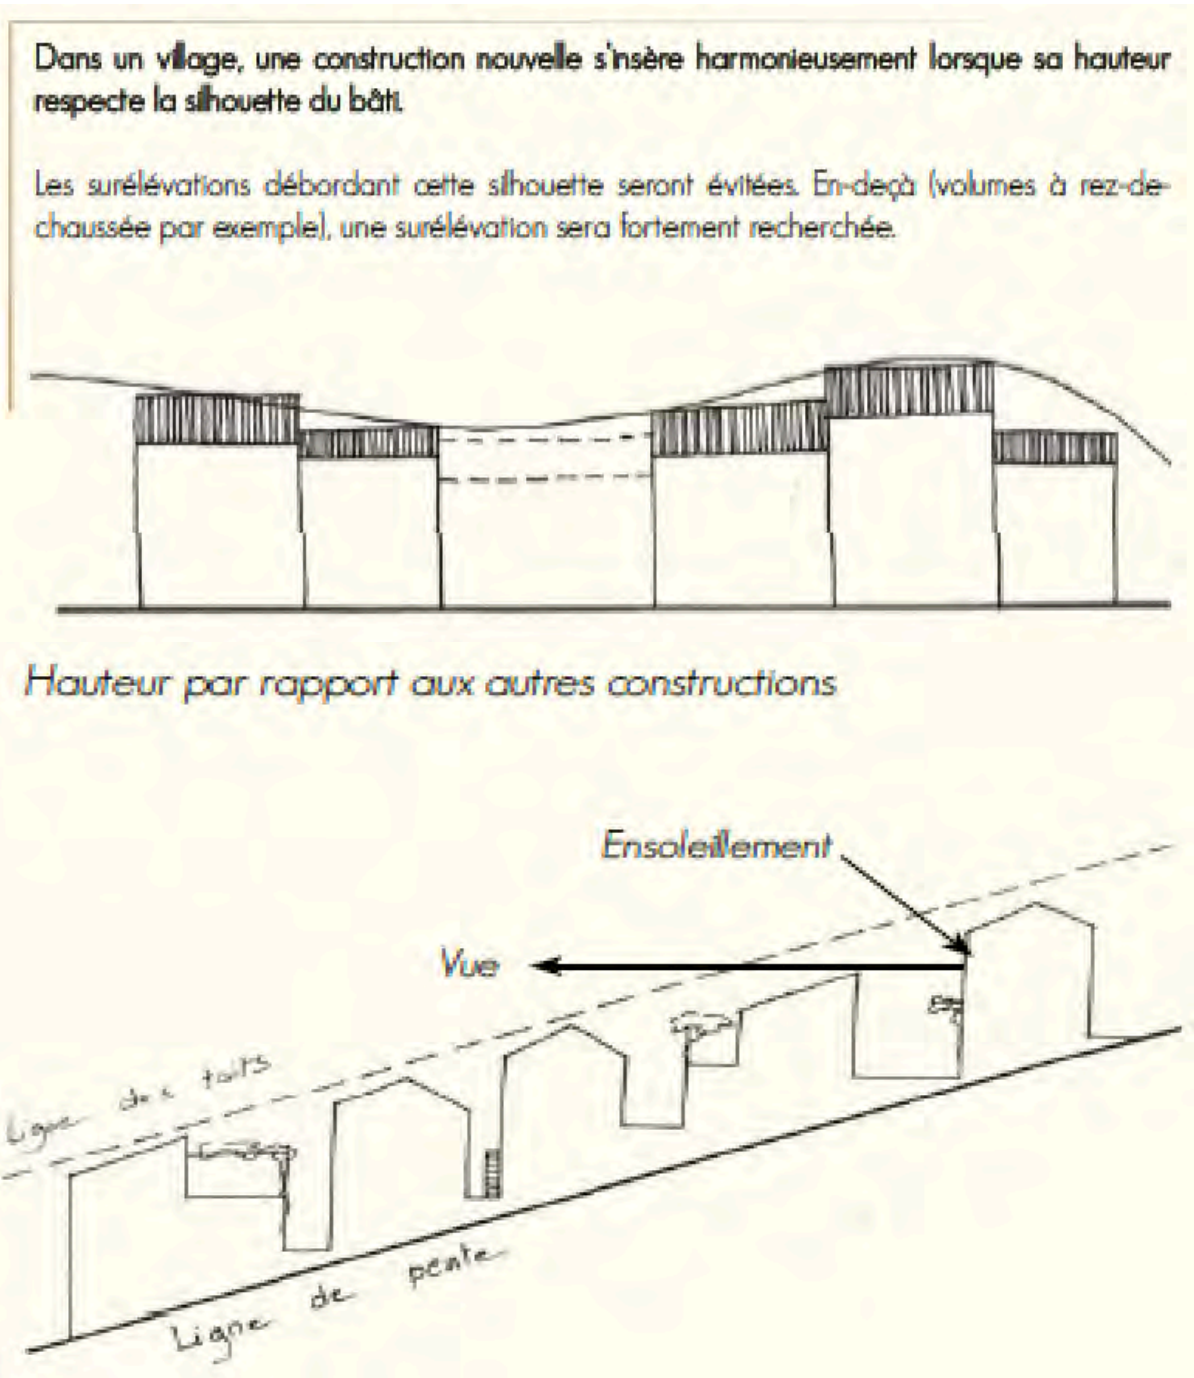 Dans un village, une construction nouvelle s'insère harmonieusement lorsque sa hauteur
respecte la silhouette du bâti.
Les surélévations débordant cette silhouette seront évitées. En-deçà (volumes à rez-de-
chaussée par exemple), une surélévation sera fortement recherchée.
Hauteur par rapport aux autres constructions
Ensoleillement
Vue
Ligne des toits
Ligne de pente